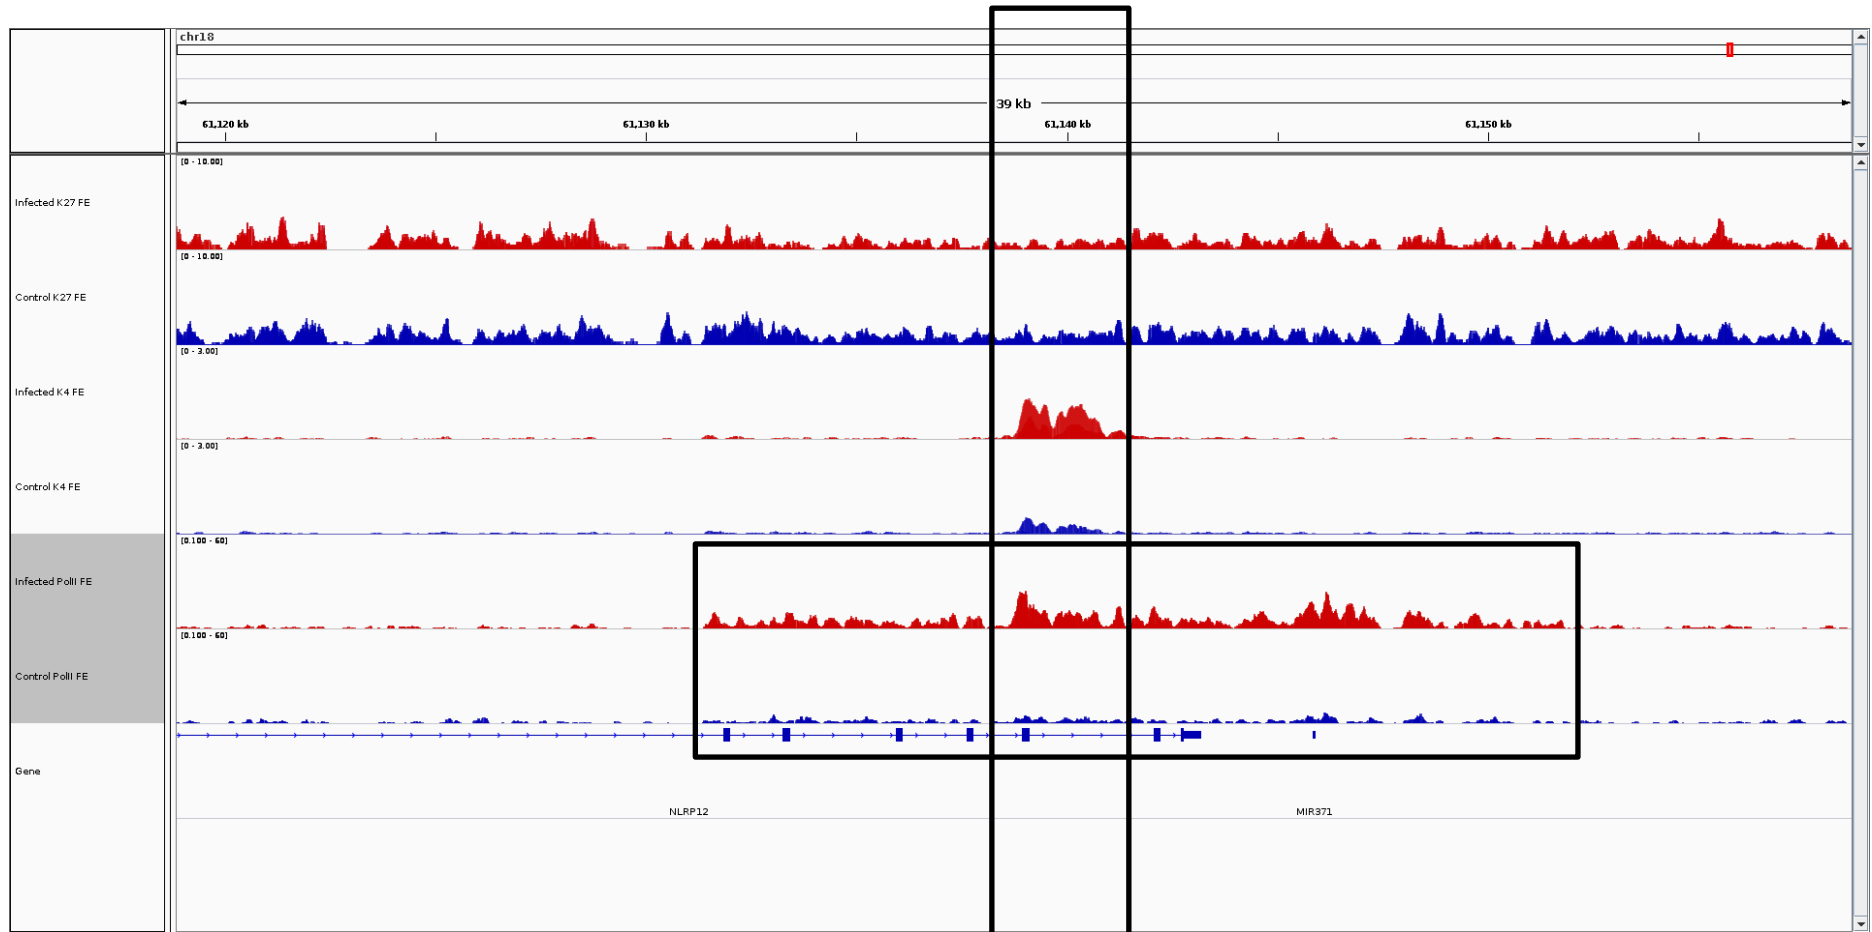 chr18
39 kb
61,120 kb
61,130 kb
61,140 kb
61,150 kb
[0 - 10.00]
Infected K27 FE
[0 - 10.00]
Control K27 FE
[0 - 3.00]
Infected K4 FE
[0 - 3.00]
Control K4 FE
[0.100 - 60]
Infected PolII FE
[0.100 - 60]
Control PolII FE
Gene
NLRP12
MIR371